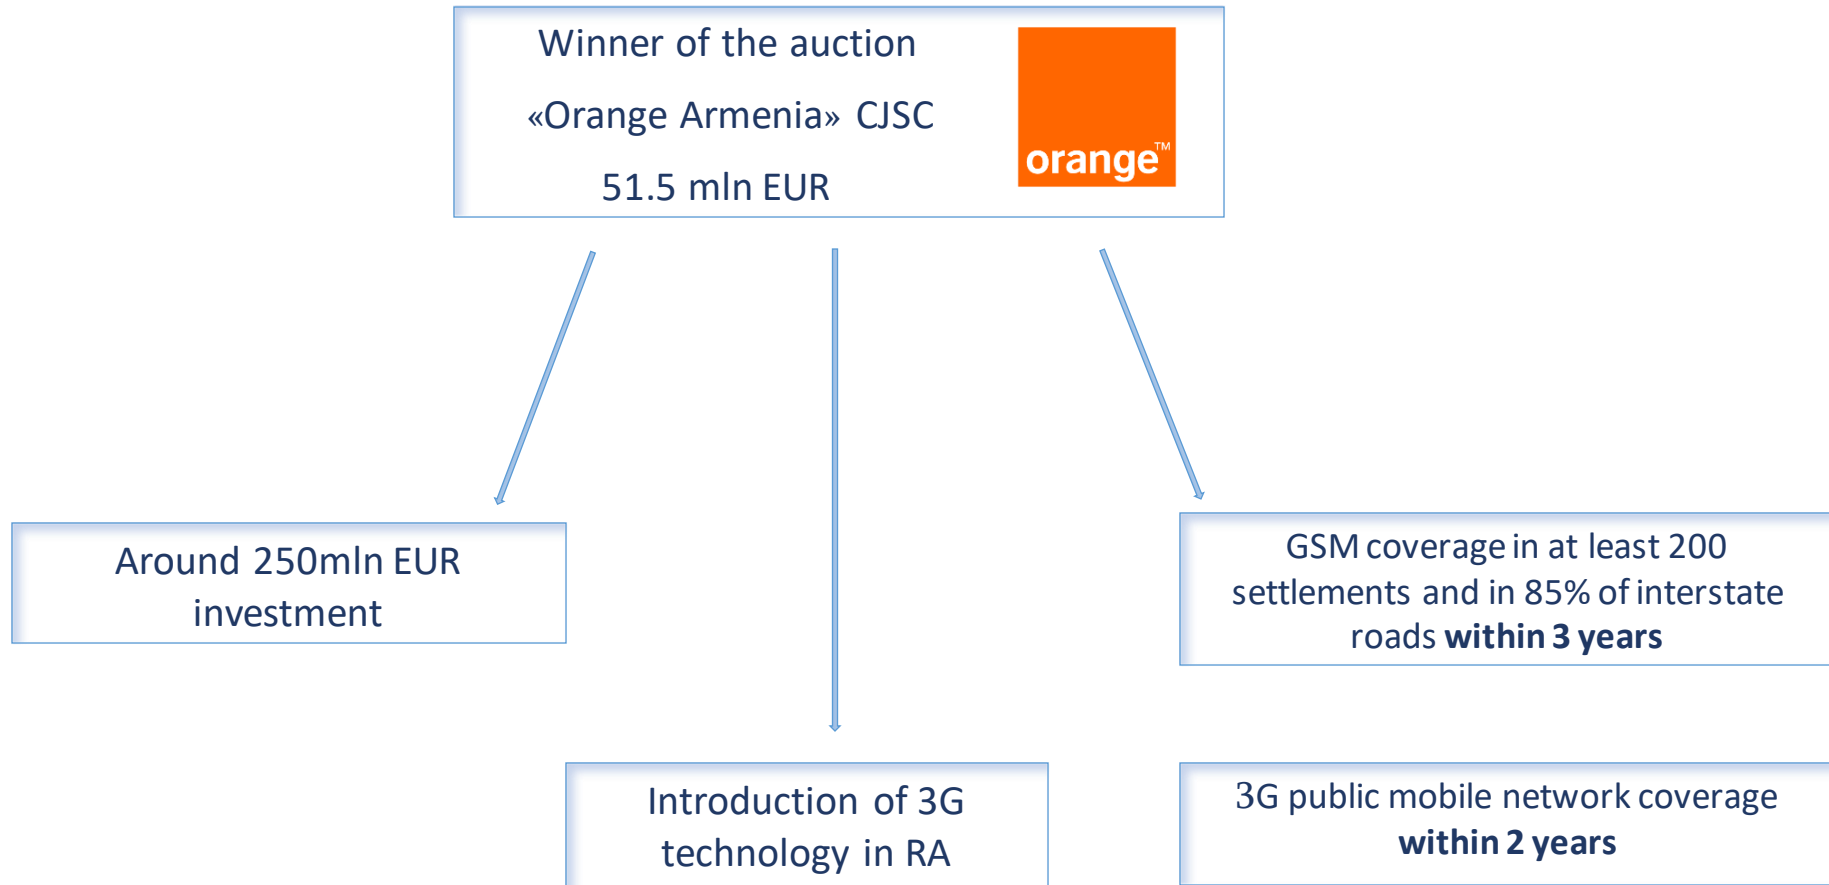 Winner of the auction
«Orange Armenia» CJSC
51.5 mln EUR
orange™
Around 250mln EUR
investment
GSM coverage in at least 200
settlements and in 85% of interstate
roads within 3 years
Introduction of 3G
technology in RA
3G public mobile network coverage
within 2 years